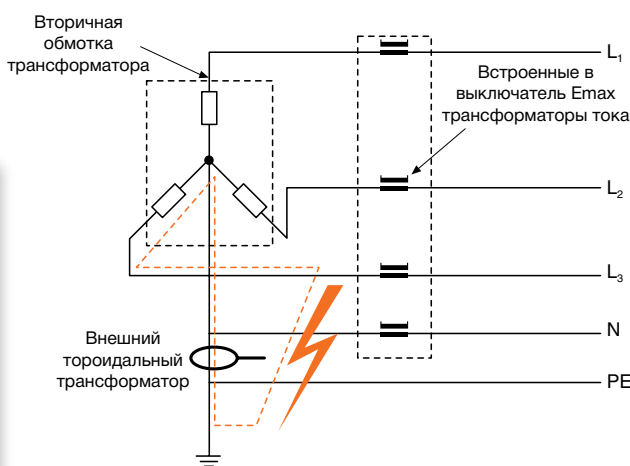 Вторичная
обмотка
трансформатора
L₁
Встроенные в
выключатель Emax
трансформаторы тока
L₂
L₃
N
Внешний
тороидальный
трансформатор
PE